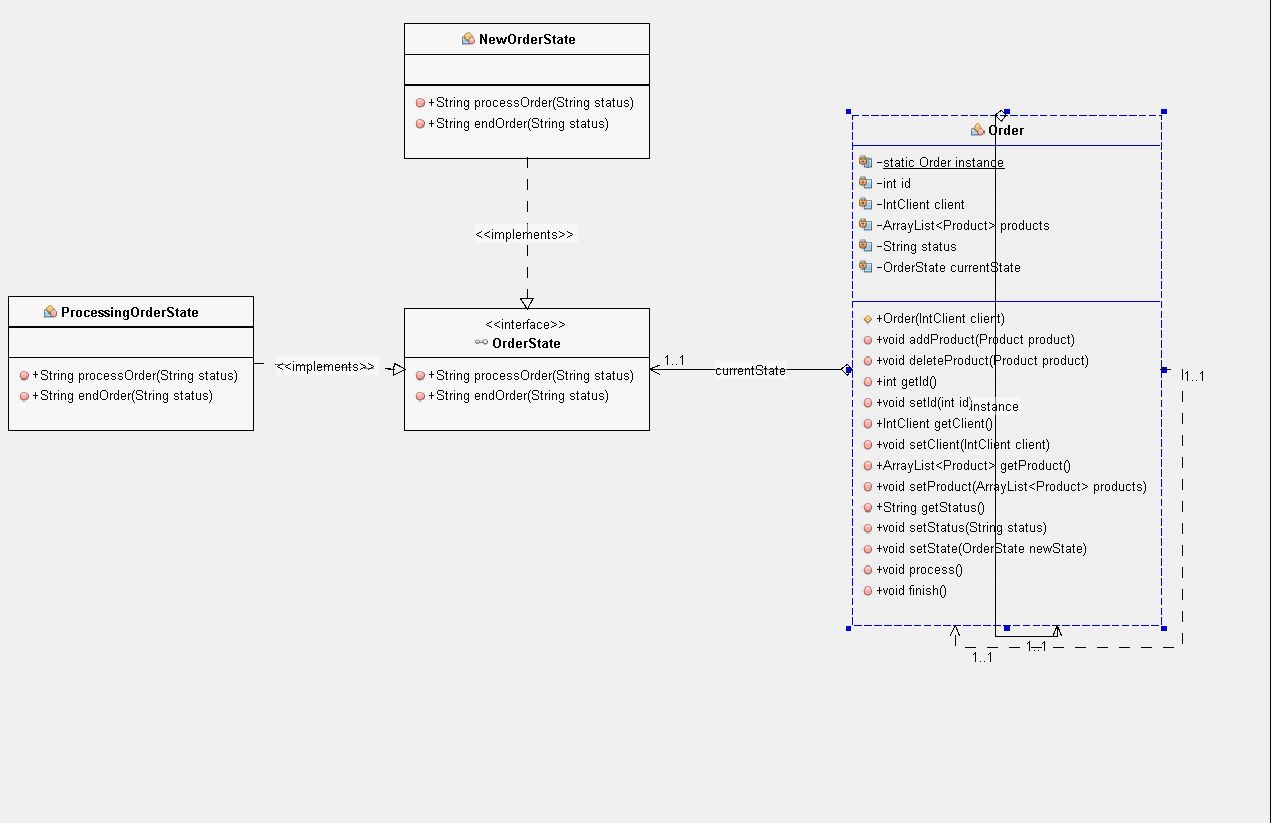 NewOrderState
+String processOrder(String status)
+String endOrder(String status)
<<implements>>
ProcessingOrderState
+String processOrder(String status)
+String endOrder(String status)
<<implements>>
<<interface>>
OrderState
+String processOrder(String status)
+String endOrder(String status)
1..1
currentState
Order
-static Order instance
-int id
-IntClient client
-ArrayList<Product> products
-String status
-OrderState currentState
+Order(IntClient client)
+void addProduct(Product product)
+void deleteProduct(Product product)
+int getId()
+void setId(int id)
instance
+IntClient getClient()
+void setClient(IntClient client)
+ArrayList<Product> getProduct()
+void setProduct(ArrayList<Product> products)
+String getStatus()
+void setStatus(String status)
+void setState(OrderState newState)
+void process()
+void finish()
1..1
1..1
1..1